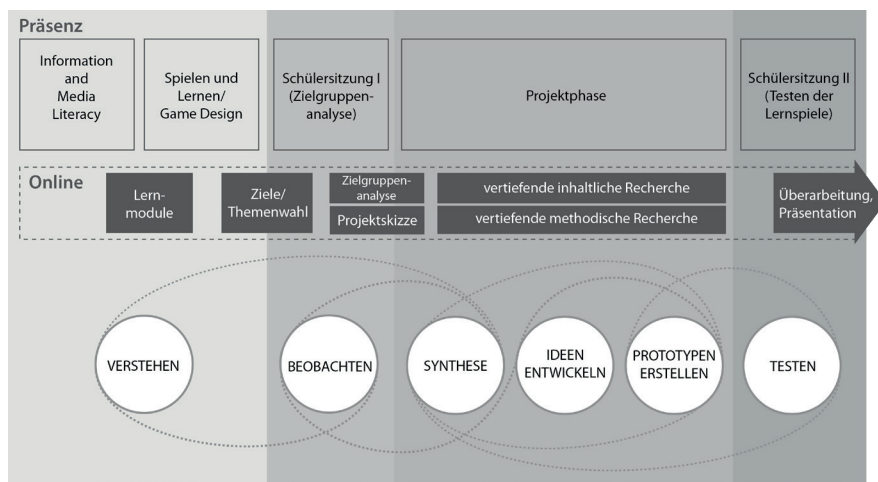 Präsenz
Information
and
Media
Literacy
Spielen und
Lernen/
Game Design
Schülersitzung I
(Zielgruppen-
analyse)
Projektphase
Schülersitzung II
(Testen der
Lernspiele)
Online
Lern-
module
Ziele/
Themenwahl
Zielgruppen-
analyse
Projektskizze
vertiefende inhaltliche Recherche
vertiefende methodische Recherche
Überarbeitung,
Präsentation
VERSTEHEN
BEOBACHTEN
SYNTHESE
IDEEN
ENTWICKELN
PROTOTYPEN
ERSTELLEN
TESTEN